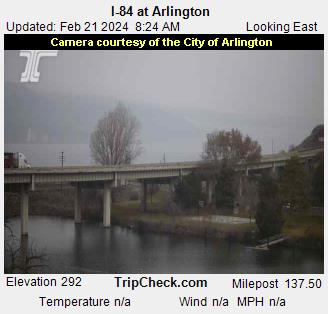 I-84 at Arlington
Updated: Feb 21 2024 8:24 AM Looking East
Camera courtesy of the City of Arlington
Elevation 292 TripCheck.com Milepost 137.50
Temperature n/a Wind n/a MPH n/a